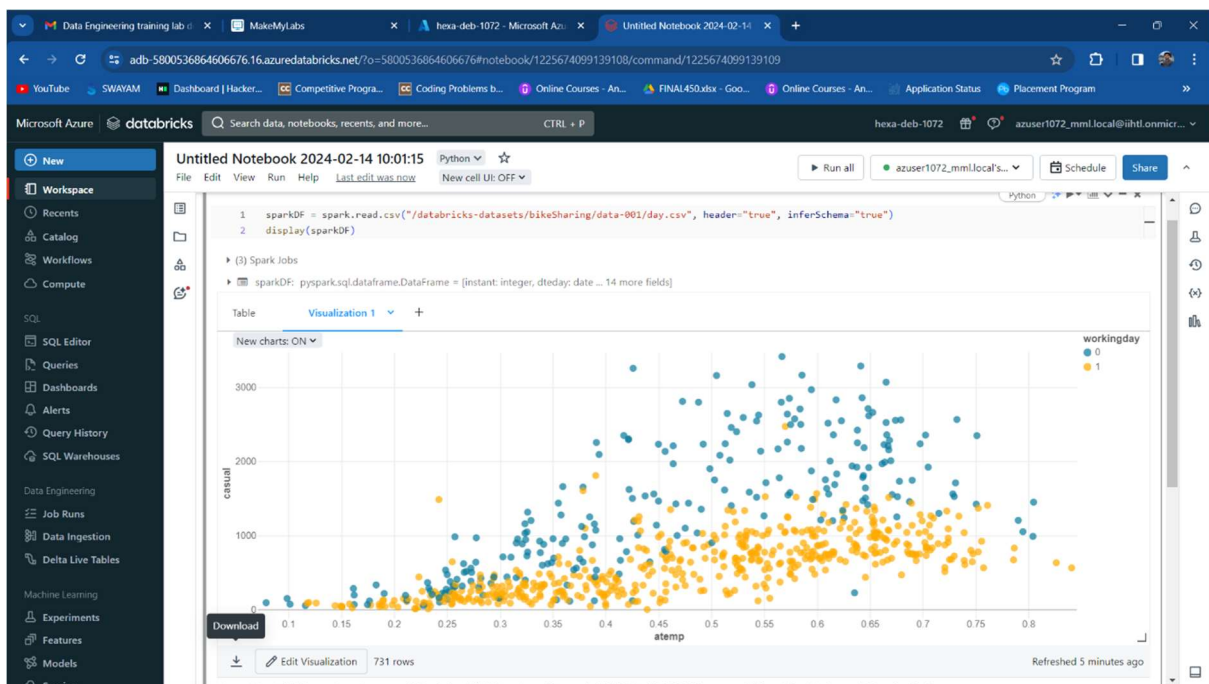 Data Engineering training lab d
MakeMyLabs
hexa-deb-1072 - Microsoft Azu
Untitled Notebook 2024-02-14
adb-5800536864606676.16.azuredatabricks.net/?o=5800536864606676#notebook/1225674099139108/command/1225674099139109
YouTube
SWAYAM
Dashboard | Hacker...
Competitive Progra...
Coding Problems b...
Online Courses - An...
FINAL450.xlsx - Goo...
Online Courses - An...
Application Status
Placement Program
Microsoft Azure
databricks
Search data, notebooks, recents, and more...
CTRL + P
hexa-deb-1072
azuser1072_mml.local@iihtl.onmicr...
New
Workspace
Recents
Catalog
Workflows
Compute
SQL
SQL Editor
Queries
Dashboards
Alerts
Query History
SQL Warehouses
Data Engineering
Job Runs
Data Ingestion
Delta Live Tables
Machine Learning
Experiments
Features
Models
Untitled Notebook 2024-02-14 10:01:15
Python
File Edit View Run Help Last edit was now
New cell UI: OFF
Run all
azuser1072_mml.local's...
Schedule
Share
Python
1 sparkDF = spark.read.csv("/databricks-datasets/bikeSharing/data-001/day.csv", header="true", inferSchema="true")
2 display(sparkDF)
(3) Spark Jobs
sparkDF: pyspark.sql.dataframe.DataFrame = [instant: integer, dteday: date ... 14 more fields]
Table
Visualization 1
+
New charts: ON
workingday
0
1
3000
2000
1000
0
casual
0.1 0.15 0.2 0.25 0.3 0.35 0.4 0.45 0.5 0.55 0.6 0.65 0.7 0.75 0.8
atemp
Download
Edit Visualization
731 rows
Refreshed 5 minutes ago